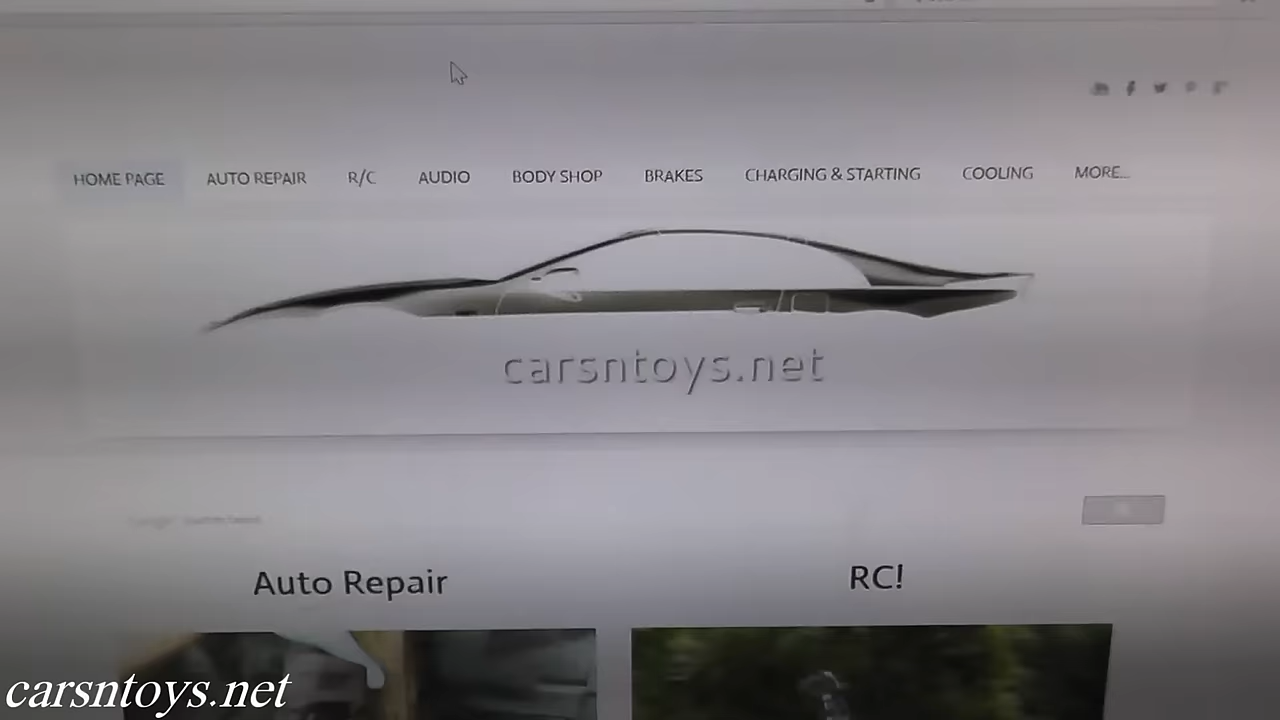 HOME PAGE AUTO REPAIR R/C AUDIO BODY SHOP BRAKES CHARGING & STARTING COOLING MORE...
carsntoys.net
Auto Repair RC!
carsntoys.net